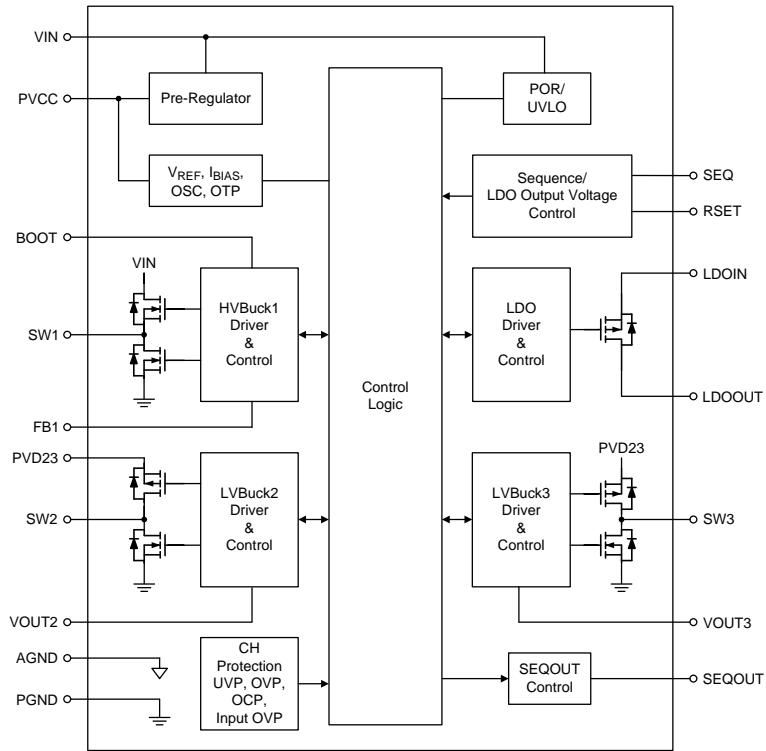 VIN
PVCC
Pre-Regulator
POR/
UVLO
VREF, IBIAS,
OSC, OTP
Sequence/
LDO Output Voltage
Control
SEQ
RSET
BOOT
VIN
SW1
HVBuck1
Driver
&
Control
FB1
LDO
Driver
&
Control
LDOIN
LDOOUT
Control
Logic
PVD23
SW2
LVBuck2
Driver
&
Control
VOUT2
LVBuck3
Driver
&
Control
PVD23
SW3
VOUT3
AGND
PGND
CH
Protection
UVP, OVP,
OCP,
Input OVP
SEQOUT
Control
SEQOUT